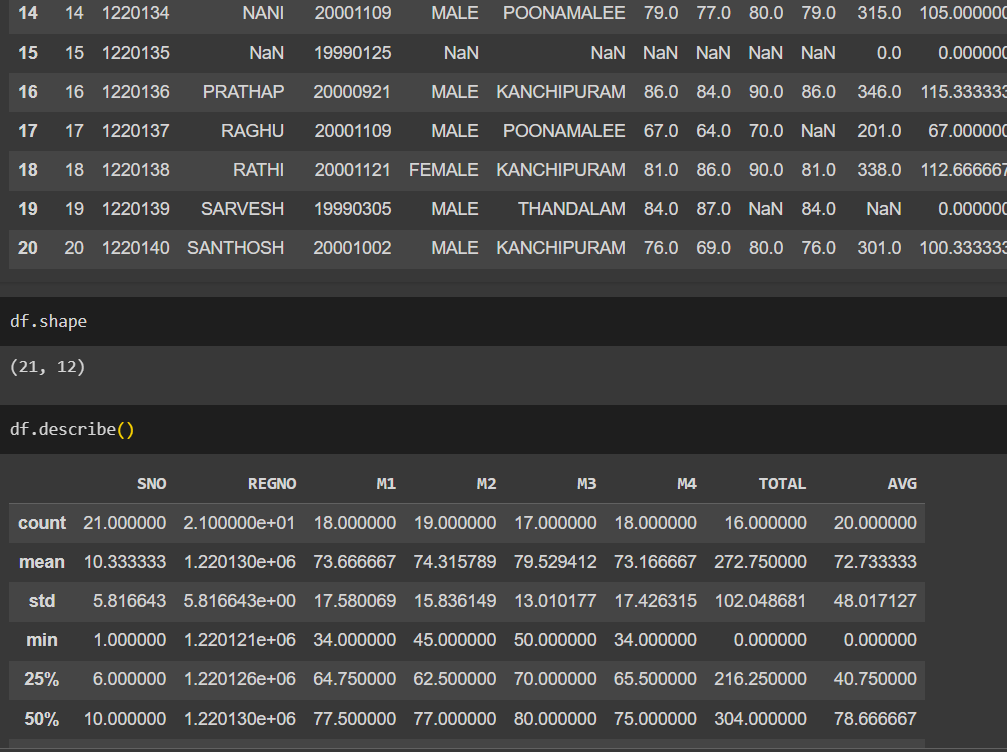 14 14 1220134 NANI 20001109 MALE POONAMALEE 79.0 77.0 80.0 79.0 315.0 105.000000
15 15 1220135 NaN 19990125 NaN NaN NaN NaN NaN NaN 0.0 0.000000
16 16 1220136 PRATHAP 20000921 MALE KANCHIPURAM 86.0 84.0 90.0 86.0 346.0 115.333333
17 17 1220137 RAGHU 20001109 MALE POONAMALEE 67.0 64.0 70.0 NaN 201.0 67.000000
18 18 1220138 RATHI 20001121 FEMALE KANCHIPURAM 81.0 86.0 90.0 81.0 338.0 112.666667
19 19 1220139 SARVESH 19990305 MALE THANDALAM 84.0 87.0 NaN 84.0 NaN 0.000000
20 20 1220140 SANTHOSH 20001002 MALE KANCHIPURAM 76.0 69.0 80.0 76.0 301.0 100.333333
df.shape
(21, 12)
df.describe()
SNO REGNO M1 M2 M3 M4 TOTAL AVG
count 21.000000 2.100000e+01 18.000000 19.000000 17.000000 18.000000 16.000000 20.000000
mean 10.333333 1.220130e+06 73.666667 74.315789 79.529412 73.166667 272.750000 72.733333
std 5.816643 5.816643e+00 17.580069 15.836149 13.010177 17.426315 102.048681 48.017127
min 1.000000 1.220121e+06 34.000000 45.000000 50.000000 34.000000 0.000000 0.000000
25% 6.000000 1.220126e+06 64.750000 62.500000 70.000000 65.500000 216.250000 40.750000
50% 10.000000 1.220130e+06 77.500000 77.000000 80.000000 75.000000 304.000000 78.666667